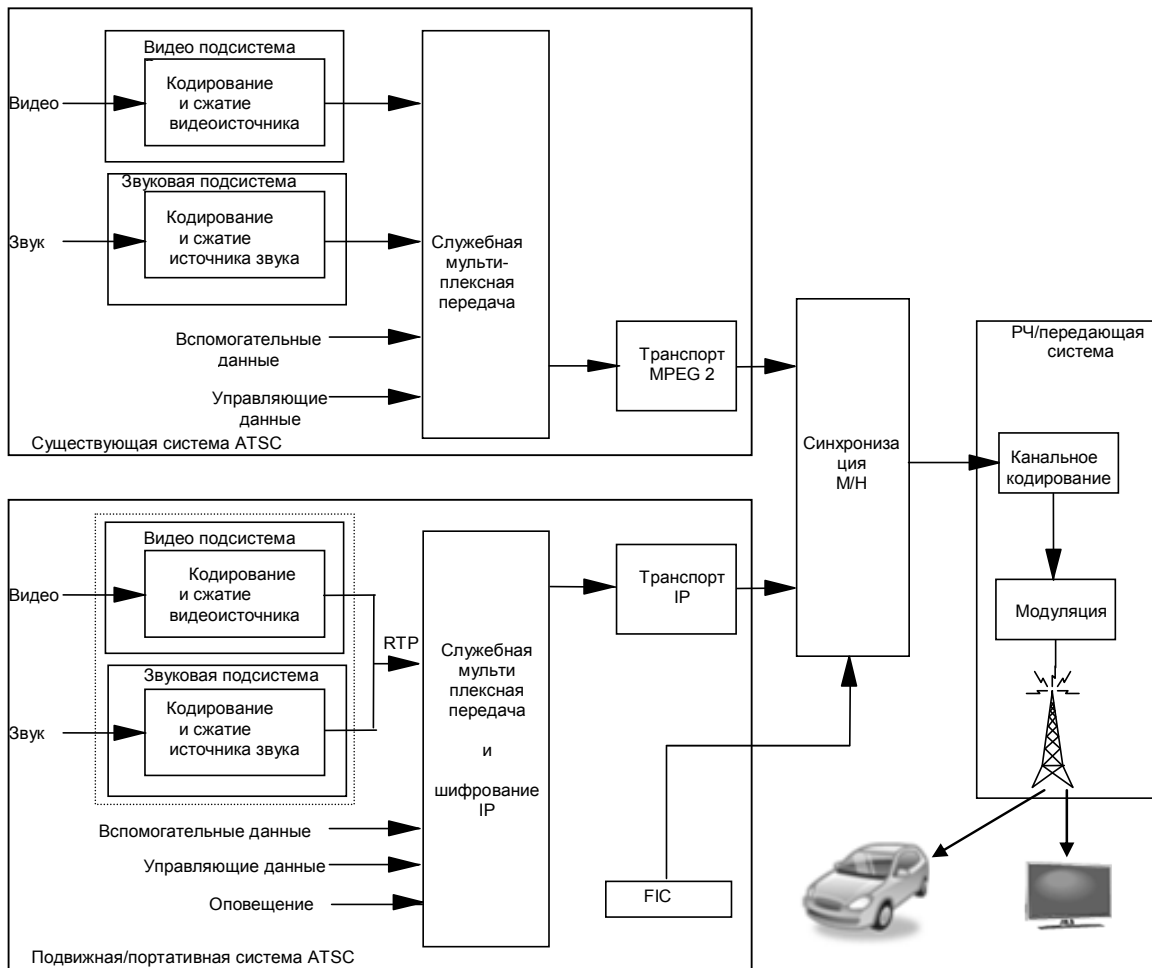 Видео подсистема
Видео
Кодирование
и сжатие
видеоисточника
Звуковая подсистема
Звук
Кодирование
и сжатие
источника звука
Служебная
мульти-
плексная
передача
Вспомогательные
данные
Управляющие
данные
Транспорт
MPEG 2
Существующая система ATSC
Синхрониза
ция
M/H
РЧ/передающая
система
Канальное
кодирование
Модуляция
Видео подсистема
Видео
Кодирование
и сжатие
видеоисточника
RTP
Звуковая подсистема
Звук
Кодирование
и сжатие
источника звука
Служебная
мульти
плексная
передача
и
шифрование
IP
Транспорт
IP
Вспомогательные данные
Управляющие данные
Оповещение
FIC
Подвижная/портативная система ATSC